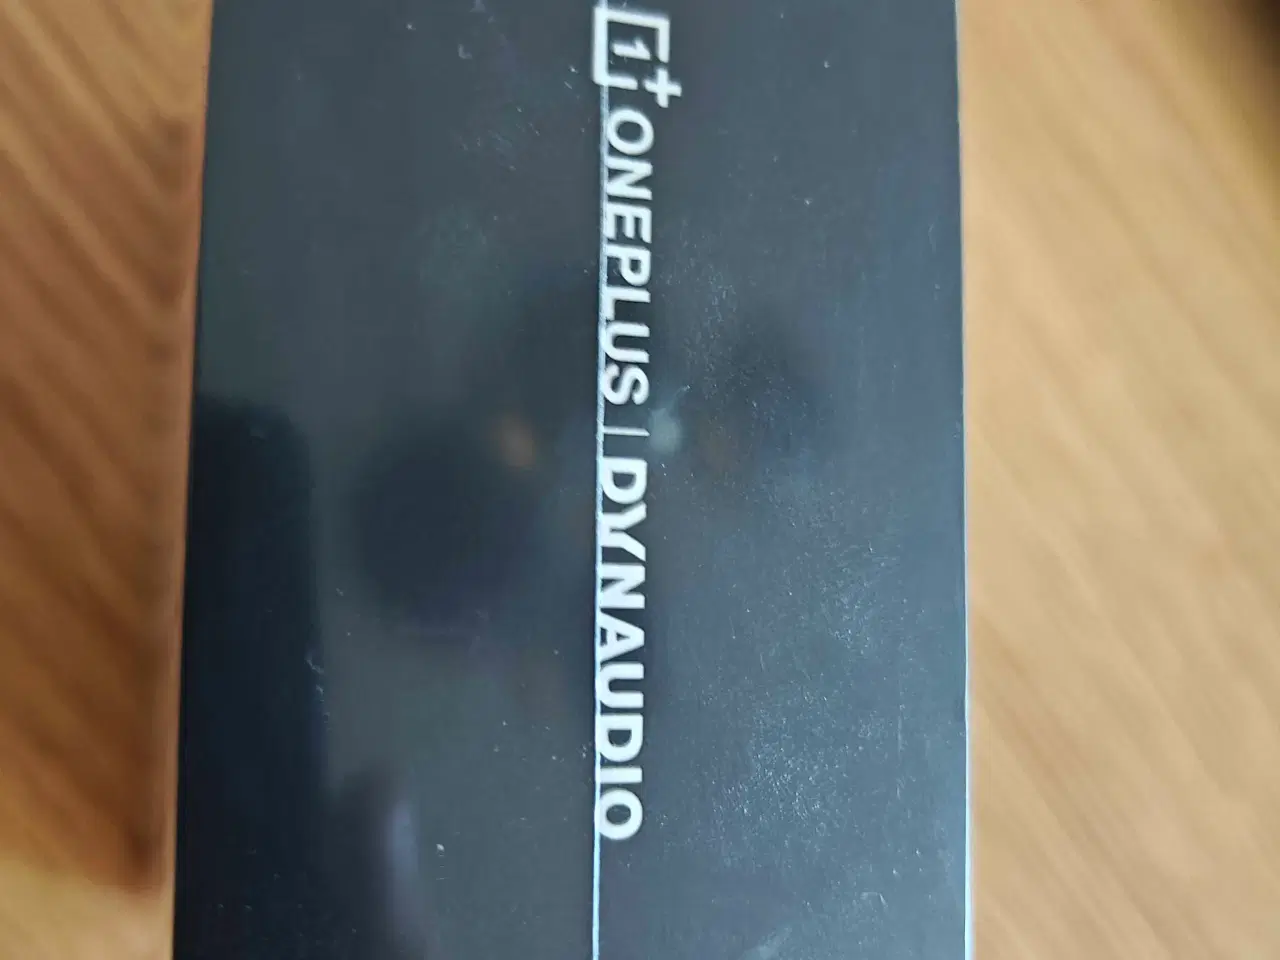 1+ ONEPLUS | DYNAUDIO